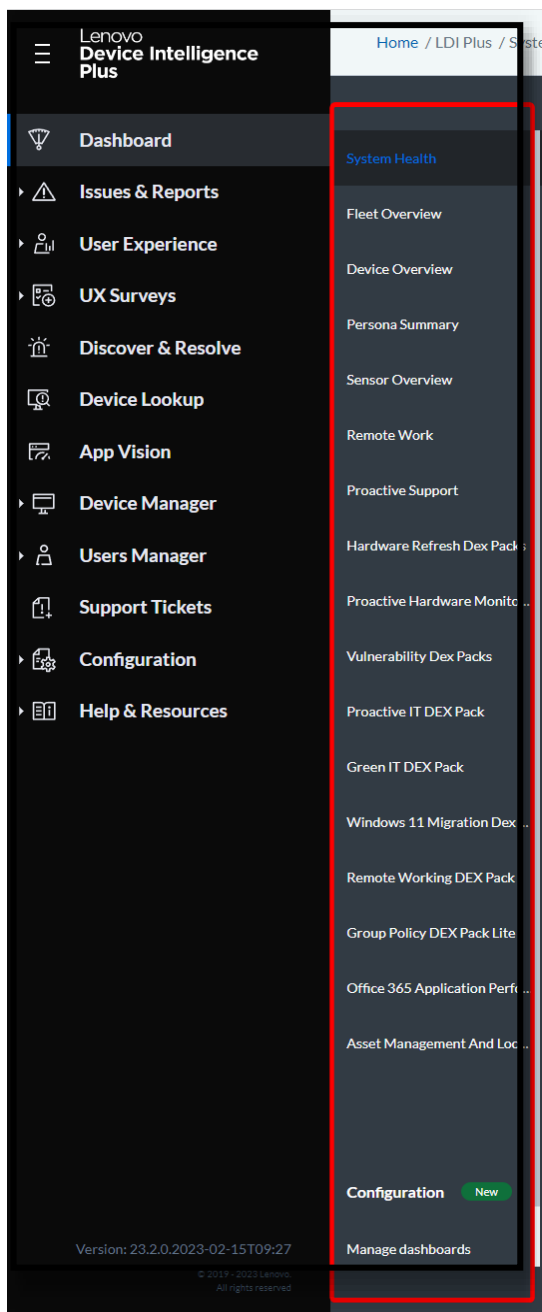 Lenovo
Device Intelligence
Plus
Home / LDI Plus / Syste
Dashboard
Issues & Reports
User Experience
UX Surveys
Discover & Resolve
Device Lookup
App Vision
Device Manager
Users Manager
Support Tickets
Configuration
Help & Resources
Version: 23.2.0.2023-02-15T09:27
© 2019 - 2023 Lenovo.
All rights reserved
System Health
Fleet Overview
Device Overview
Persona Summary
Sensor Overview
Remote Work
Proactive Support
Hardware Refresh Dex Packs
Proactive Hardware Monito...
Vulnerability Dex Packs
Proactive IT DEX Pack
Green IT DEX Pack
Windows 11 Migration Dex ...
Remote Working DEX Pack
Group Policy DEX Pack Lite
Office 365 Application Perfo...
Asset Management And Loc...
Configuration New
Manage dashboards